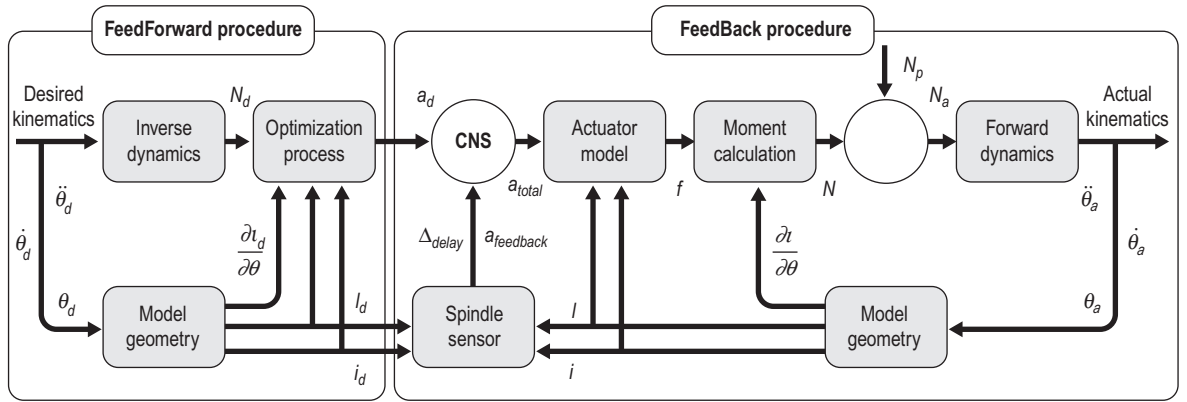 FeedForward procedure
FeedBack procedure
Desired
kinematics
Inverse
dynamics
N_d
Optimization
process
a_d
CNS
a_total
Actuator
model
f
Moment
calculation
N
N_p
N_a
Forward
dynamics
Actual
kinematics
θ̈_d
θ̇_d
θ_d
Model
geometry
∂ι_d
∂θ
l_d
i_d
Δ_delay
a_feedback
Spindle
sensor
l
i
∂ι
∂θ
Model
geometry
θ̈_a
θ̇_a
θ_a